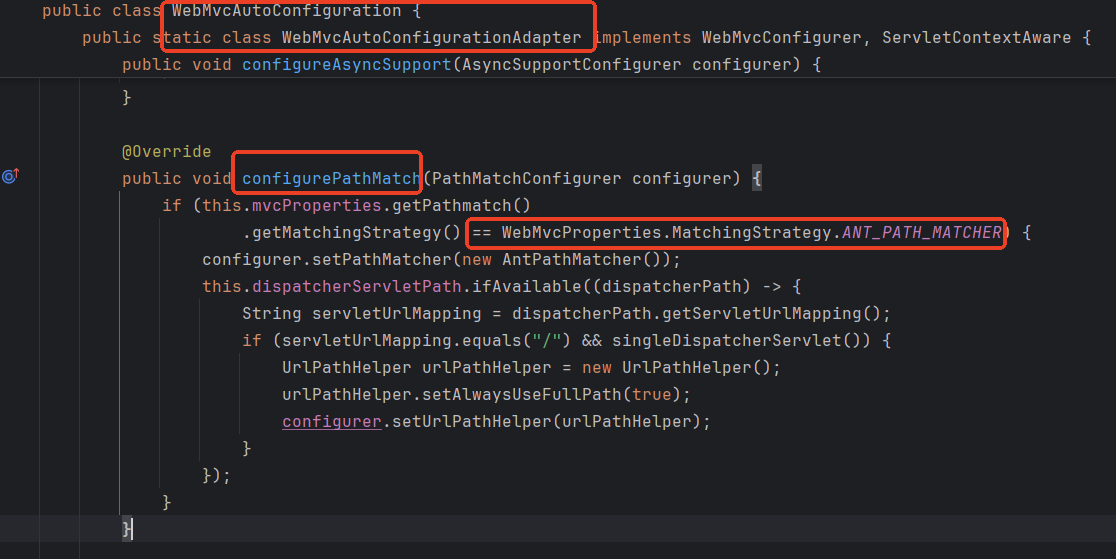 public class WebMvcAutoConfiguration {
public static class WebMvcAutoConfigurationAdapter implements WebMvcConfigurer, ServletContextAware {
public void configureAsyncSupport(AsyncSupportConfigurer configurer) {
}
@Override
public void configurePathMatch(PathMatchConfigurer configurer) {
if (this.mvcProperties.getPathmatch()
.getMatchingStrategy() == WebMvcProperties.MatchingStrategy.ANT_PATH_MATCHER) {
configurer.setPathMatcher(new AntPathMatcher());
this.dispatcherServletPath.ifAvailable((dispatcherPath) -> {
String servletUrlMapping = dispatcherPath.getServletUrlMapping();
if (servletUrlMapping.equals("/") && singleDispatcherServlet()) {
UrlPathHelper urlPathHelper = new UrlPathHelper();
urlPathHelper.setAlwaysUseFullPath(true);
configurer.setUrlPathHelper(urlPathHelper);
}
});
}
}